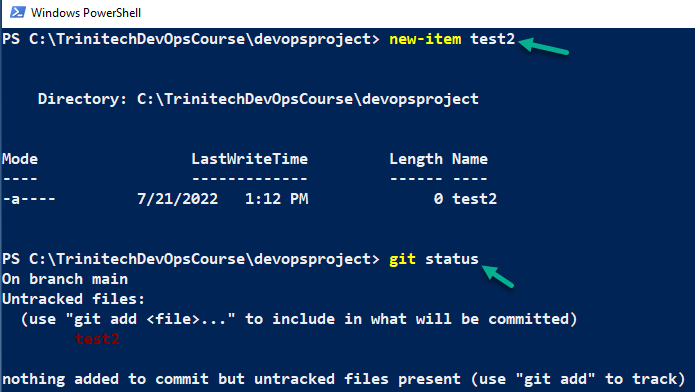 Windows PowerShell
PS C:\TrinitechDevOpsCourse\devopsproject> new-item test2
Directory: C:\TrinitechDevOpsCourse\devopsproject
Mode LastWriteTime Length Name
---- ------------- ------ ----
-a---- 7/21/2022 1:12 PM 0 test2
PS C:\TrinitechDevOpsCourse\devopsproject> git status
On branch main
Untracked files:
(use "git add <file>..." to include in what will be committed)
test2
nothing added to commit but untracked files present (use "git add" to track)